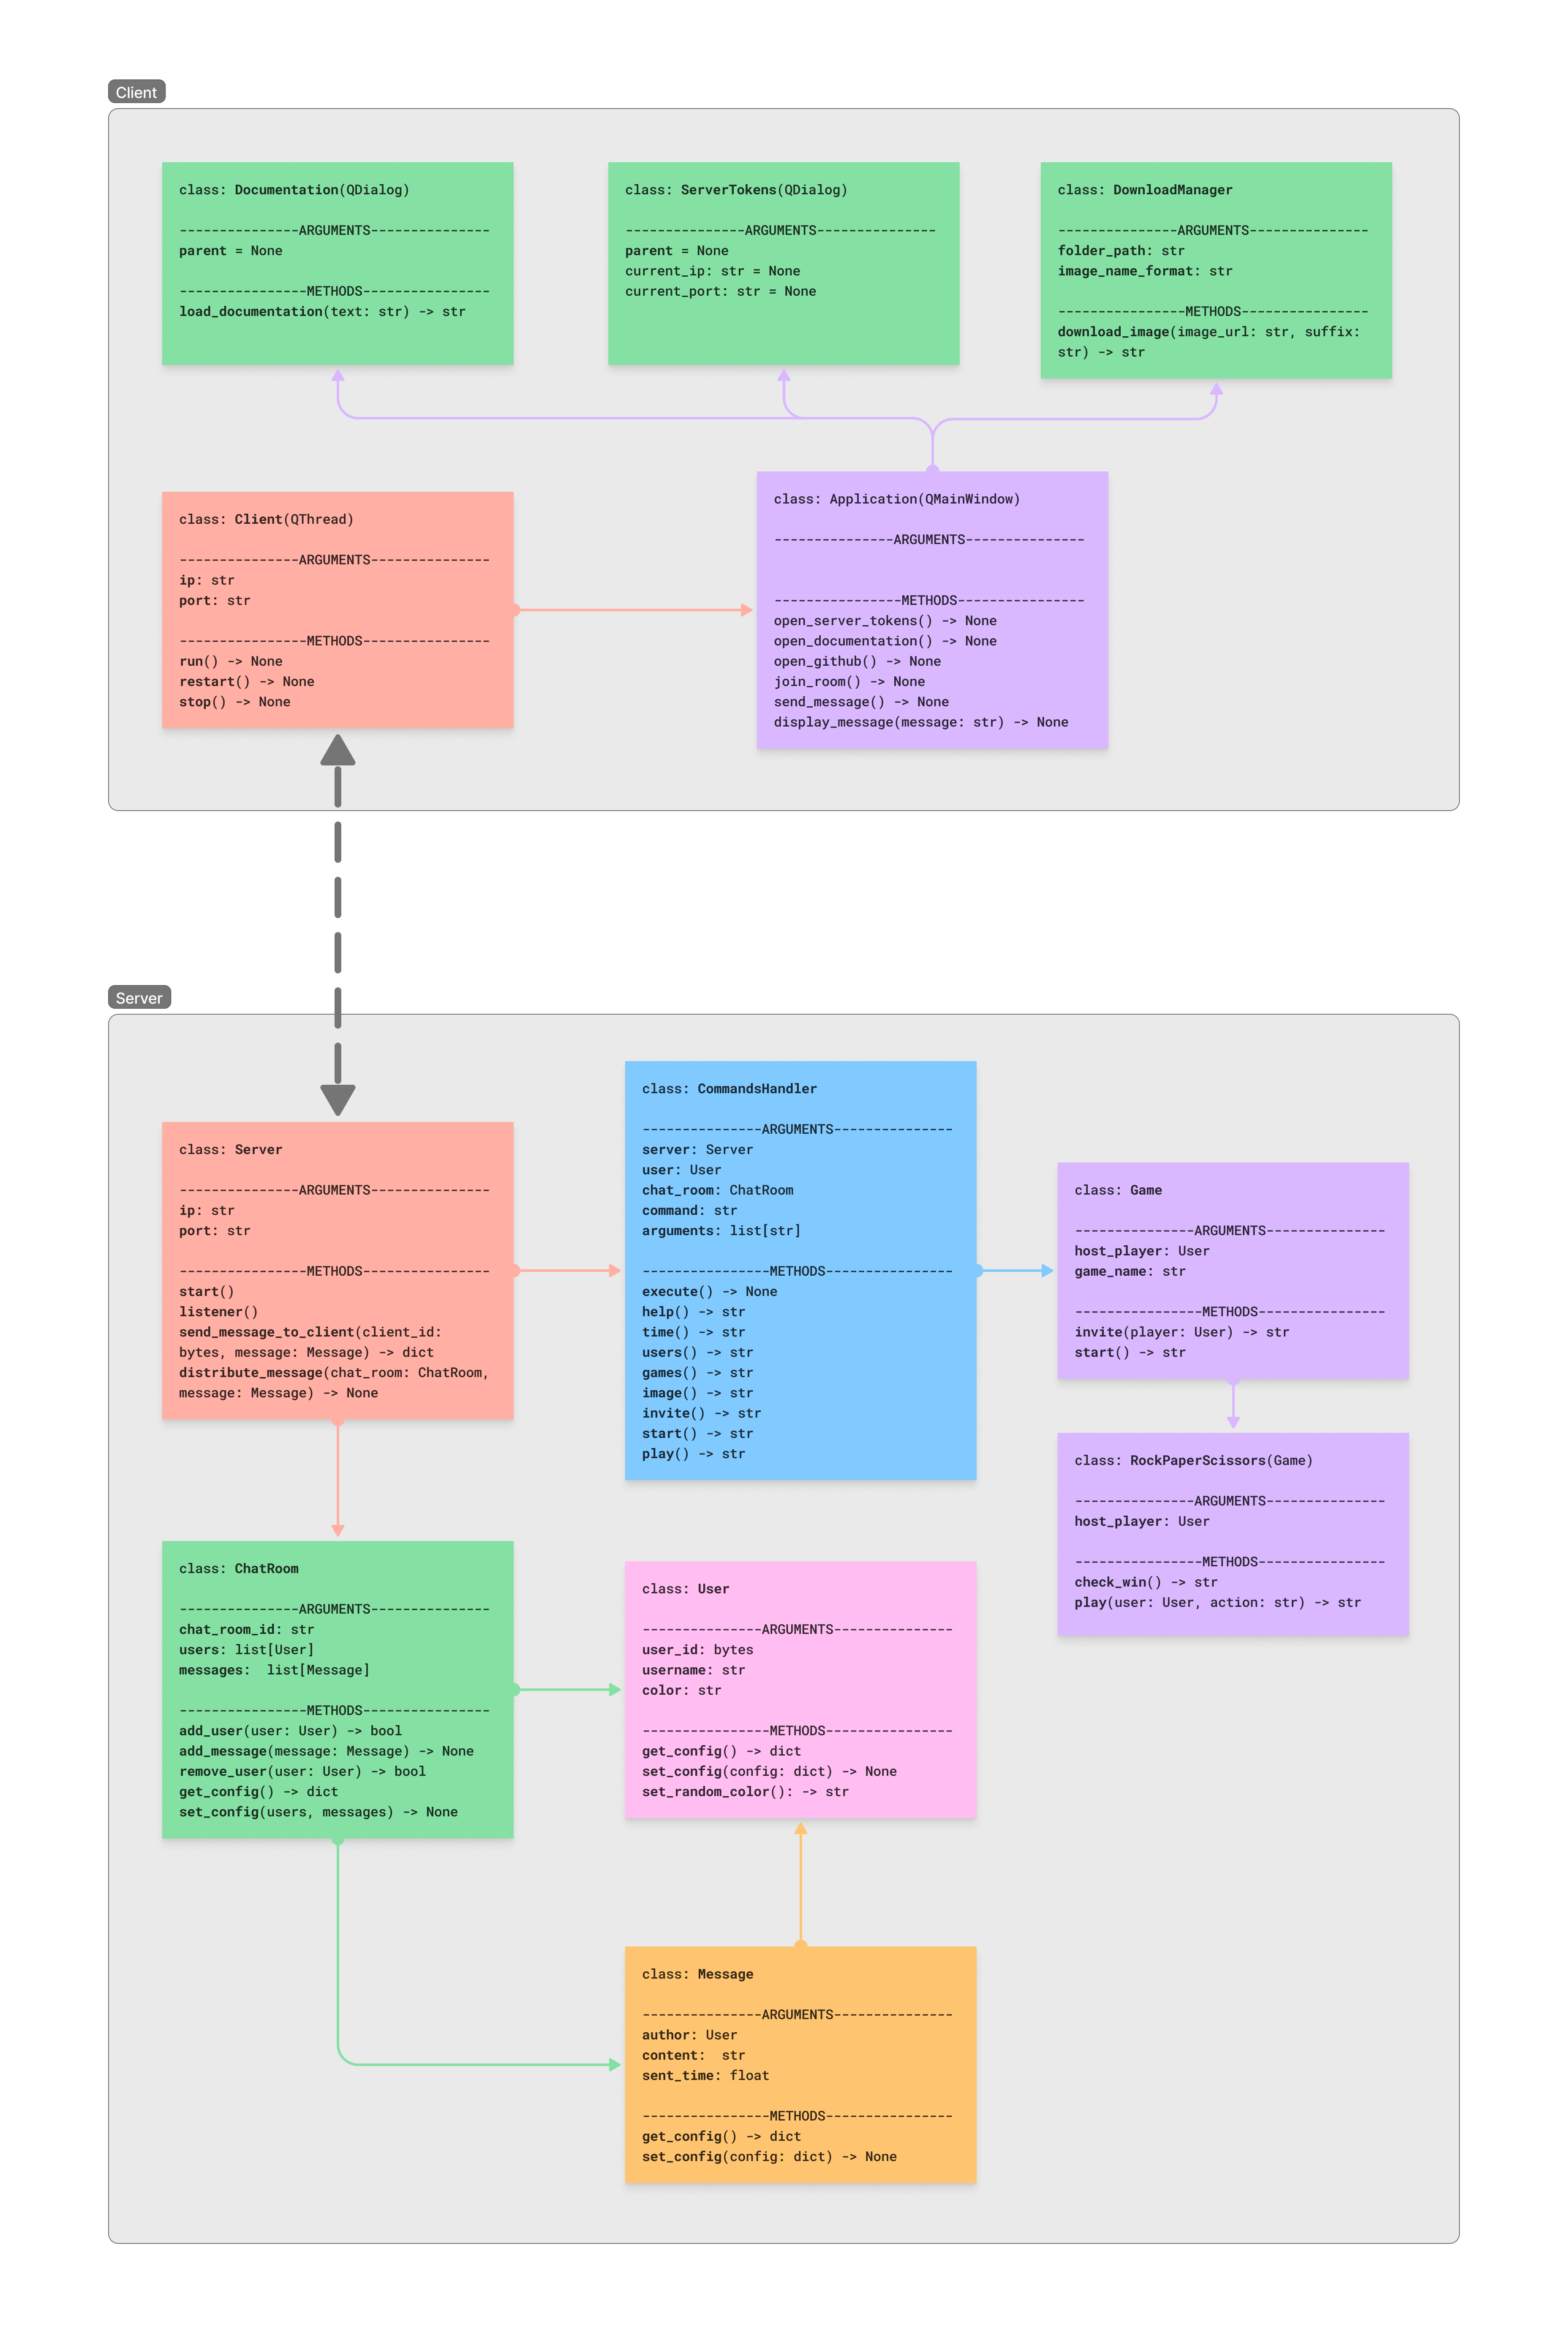 Client
class: Documentation(QDialog)
---------------ARGUMENTS---------------
parent = None
----------------METHODS----------------
load_documentation(text: str) -> str
class: ServerTokens(QDialog)
---------------ARGUMENTS---------------
parent = None
current_ip: str = None
current_port: str = None
class: DownloadManager
---------------ARGUMENTS---------------
folder_path: str
image_name_format: str
----------------METHODS----------------
download_image(image_url: str, suffix:
str) -> str
class: Client(QThread)
---------------ARGUMENTS---------------
ip: str
port: str
----------------METHODS----------------
run() -> None
restart() -> None
stop() -> None
class: Application(QMainWindow)
---------------ARGUMENTS---------------
----------------METHODS----------------
open_server_tokens() -> None
open_documentation() -> None
open_github() -> None
join_room() -> None
send_message() -> None
display_message(message: str) -> None
Server
class: Server
---------------ARGUMENTS---------------
ip: str
port: str
----------------METHODS----------------
start()
listener()
send_message_to_client(client_id:
bytes, message: Message) -> dict
distribute_message(chat_room: ChatRoom,
message: Message) -> None
class: CommandsHandler
---------------ARGUMENTS---------------
server: Server
user: User
chat_room: ChatRoom
command: str
arguments: list[str]
----------------METHODS----------------
execute() -> None
help() -> str
time() -> str
users() -> str
games() -> str
image() -> str
invite() -> str
start() -> str
play() -> str
class: Game
---------------ARGUMENTS---------------
host_player: User
game_name: str
----------------METHODS----------------
invite(player: User) -> str
start() -> str
class: RockPaperScissors(Game)
---------------ARGUMENTS---------------
host_player: User
----------------METHODS----------------
check_win() -> str
play(user: User, action: str) -> str
class: ChatRoom
---------------ARGUMENTS---------------
chat_room_id: str
users: list[User]
messages:  list[Message]
----------------METHODS----------------
add_user(user: User) -> bool
add_message(message: Message) -> None
remove_user(user: User) -> bool
get_config() -> dict
set_config(users, messages) -> None
class: User
---------------ARGUMENTS---------------
user_id: bytes
username: str
color: str
----------------METHODS----------------
get_config() -> dict
set_config(config: dict) -> None
set_random_color(): -> str
class: Message
---------------ARGUMENTS---------------
author: User
content:  str
sent_time: float
----------------METHODS----------------
get_config() -> dict
set_config(config: dict) -> None